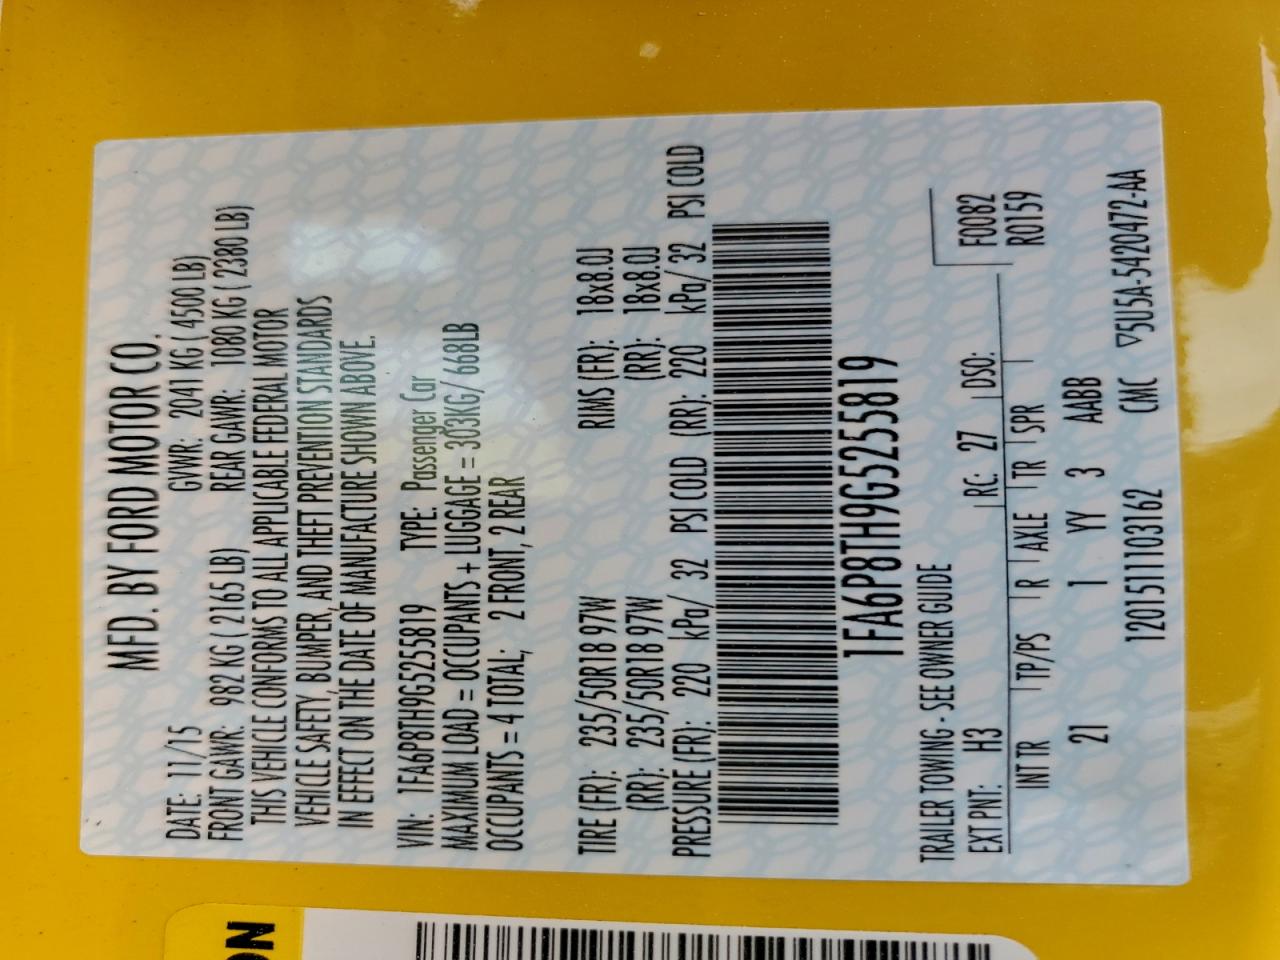 MFD. BY FORD MOTOR CO.
DATE: 11/15 GVWR: 2041 KG ( 4500 LB)
FRONT GAWR: 982 KG ( 2165 LB) REAR GAWR: 1080 KG ( 2380 LB)
THIS VEHICLE CONFORMS TO ALL APPLICABLE FEDERAL MOTOR
VEHICLE SAFETY, BUMPER, AND THEFT PREVENTION STANDARDS
IN EFFECT ON THE DATE OF MANUFACTURE SHOWN ABOVE.
VIN: 1FA6P8TH9G5255819 TYPE: Passenger Car
MAXIMUM LOAD = OCCUPANTS + LUGGAGE = 303KG/ 668LB
OCCUPANTS = 4 TOTAL; 2 FRONT, 2 REAR
TIRE (FR): 235/50R18 97W RIMS (FR): 18x8.0J
(RR): 235/50R18 97W (RR): 18x8.0J
PRESSURE (FR): 220 kPa/ 32 PSI COLD (RR): 220 kPa/ 32 PSI COLD
1FA6P8TH9G5255819
TRAILER TOWING - SEE OWNER GUIDE
EXT PNT: H3 RC: 27 DSO:
F0082
R0159
INT TR TP/PS R AXLE TR SPR
21 1 YY 3 AABB
120151103162 CMC ▽5U5A-5420472-AA
ON